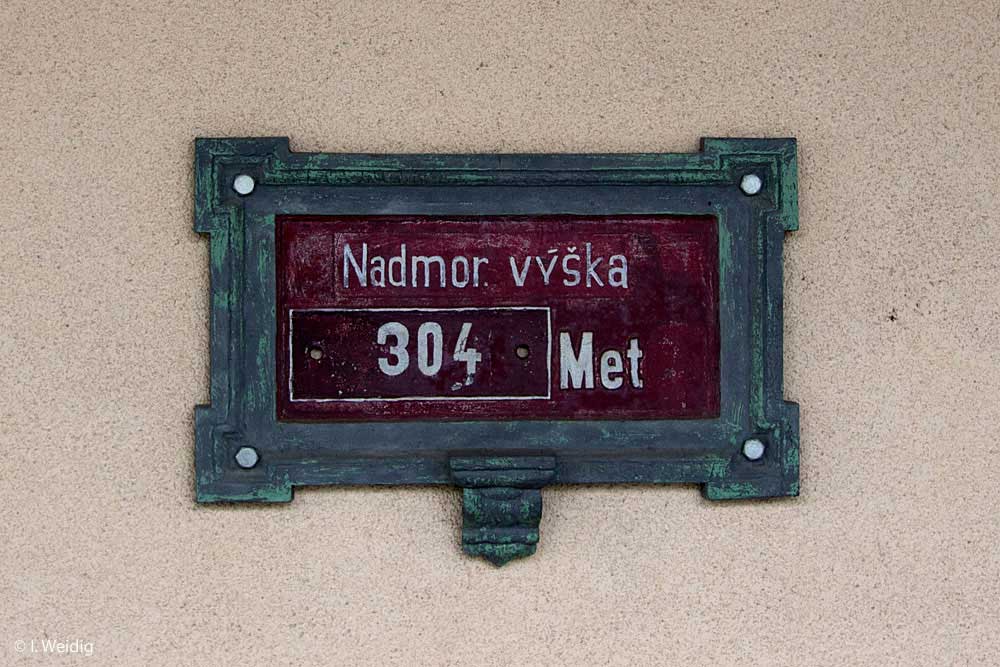 Nadmor. výška
304 Met
© I. Weidig